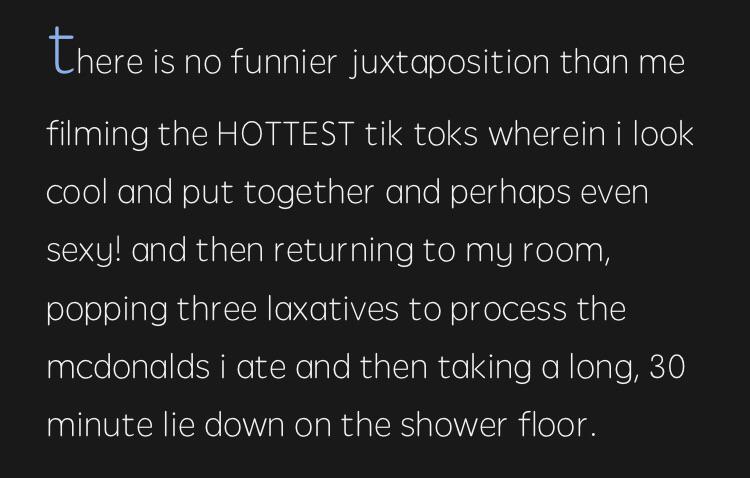 there is no funnier juxtaposition than me
filming the HOTTEST tik toks wherein i look
cool and put together and perhaps even
sexy! and then returning to my room,
popping three laxatives to process the
mcdonalds i ate and then taking a long, 30
minute lie down on the shower floor.